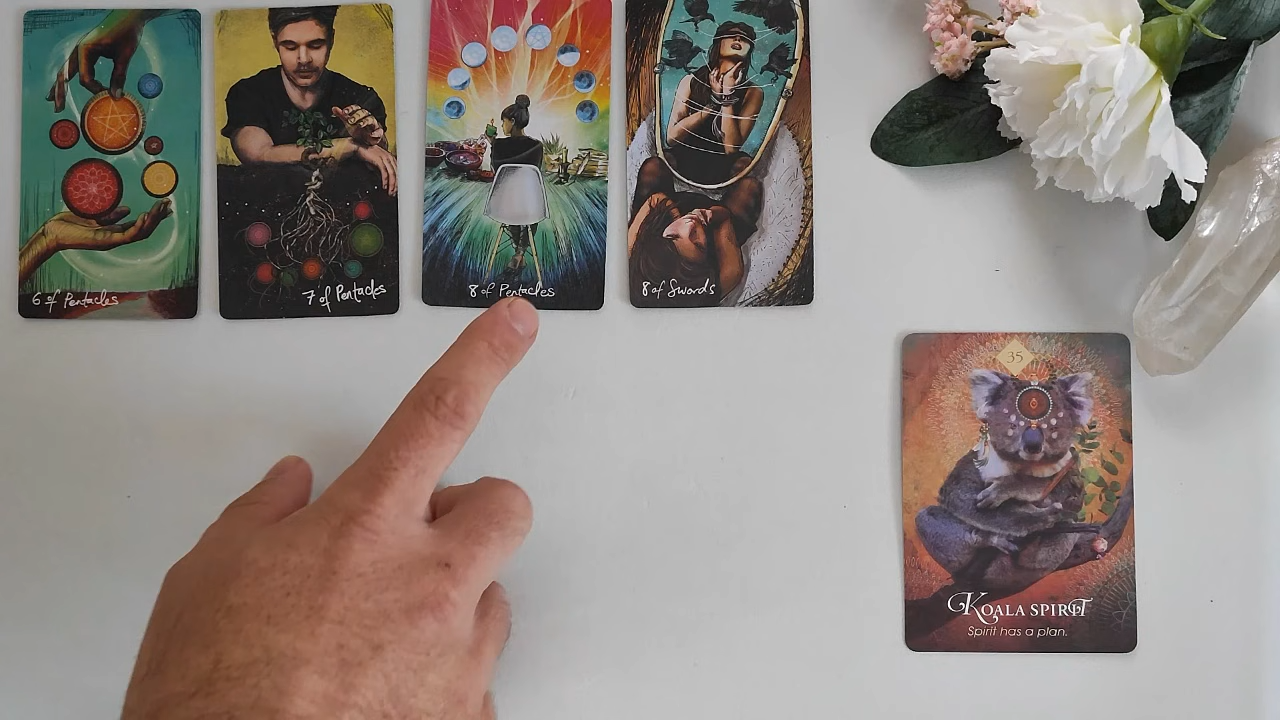 6 of Pentacles
7 of Pentacles
8 of Pentacles
8 of Swords
35
KOALA SPIRIT
Spirit has a plan.